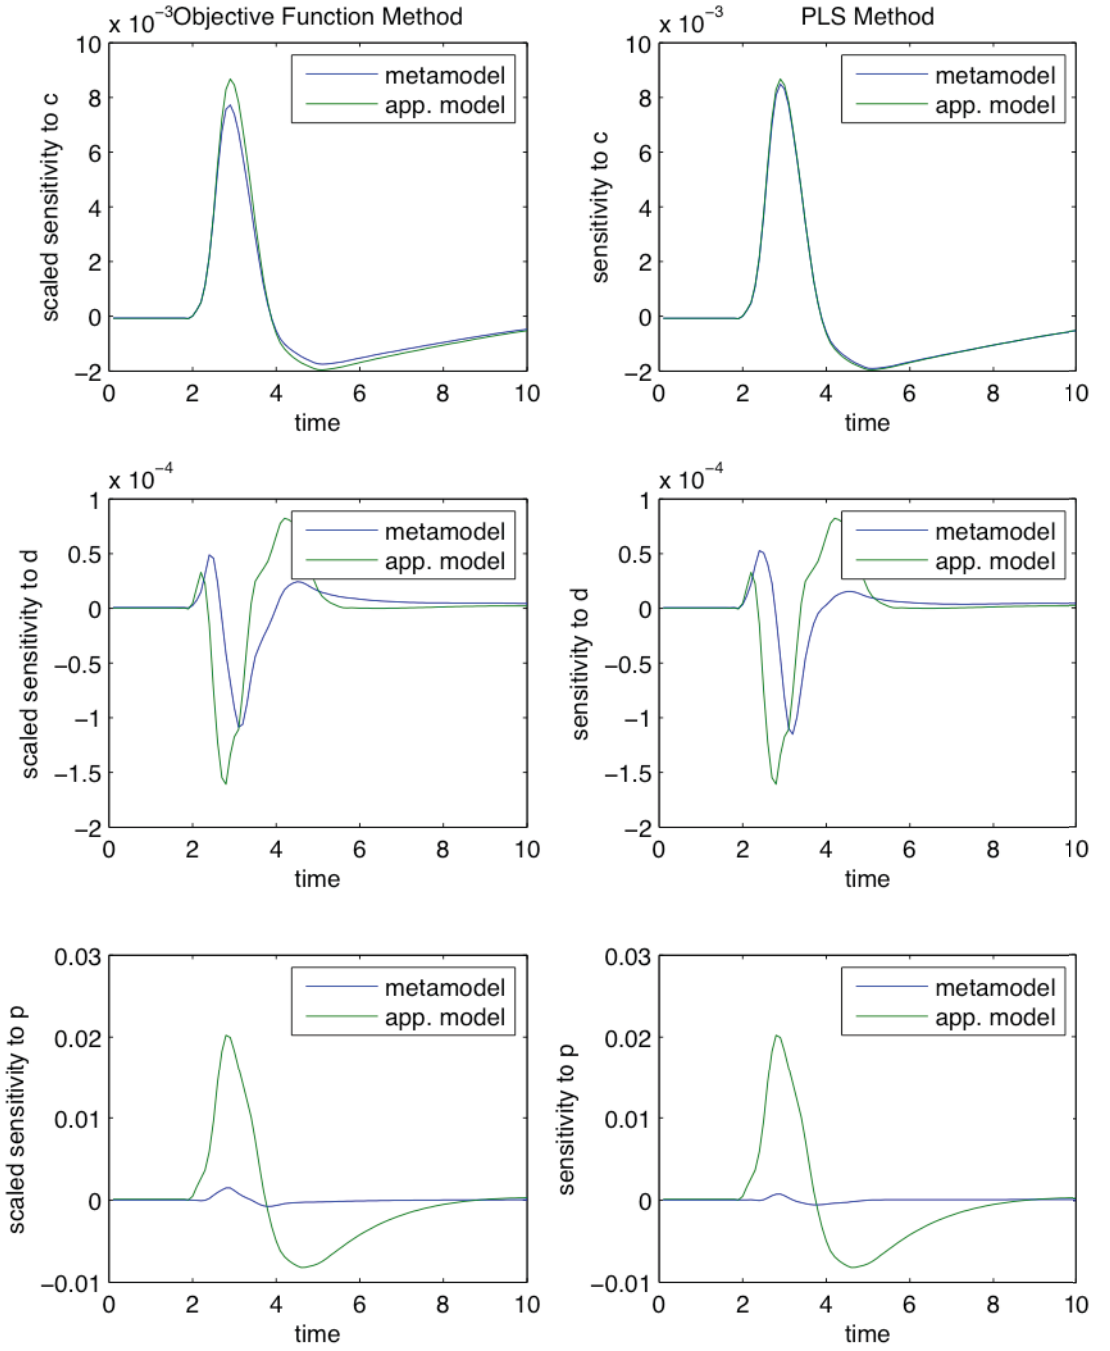 x 10−3 Objective Function Method
10
8
6
4
2
0
−2
0 2 4 6 8 10
scaled sensitivity to c
time
metamodel
app. model
PLS Method
x 10−3
10
8
6
4
2
0
−2
0 2 4 6 8 10
sensitivity to c
time
metamodel
app. model
x 10−4
1
0.5
0
−0.5
−1
−1.5
−2
0 2 4 6 8 10
scaled sensitivity to d
time
metamodel
app. model
x 10−4
1
0.5
0
−0.5
−1
−1.5
−2
0 2 4 6 8 10
sensitivity to d
time
metamodel
app. model
0.03
0.02
0.01
0
−0.01
0 2 4 6 8 10
scaled sensitivity to p
time
metamodel
app. model
0.03
0.02
0.01
0
−0.01
0 2 4 6 8 10
sensitivity to p
time
metamodel
app. model